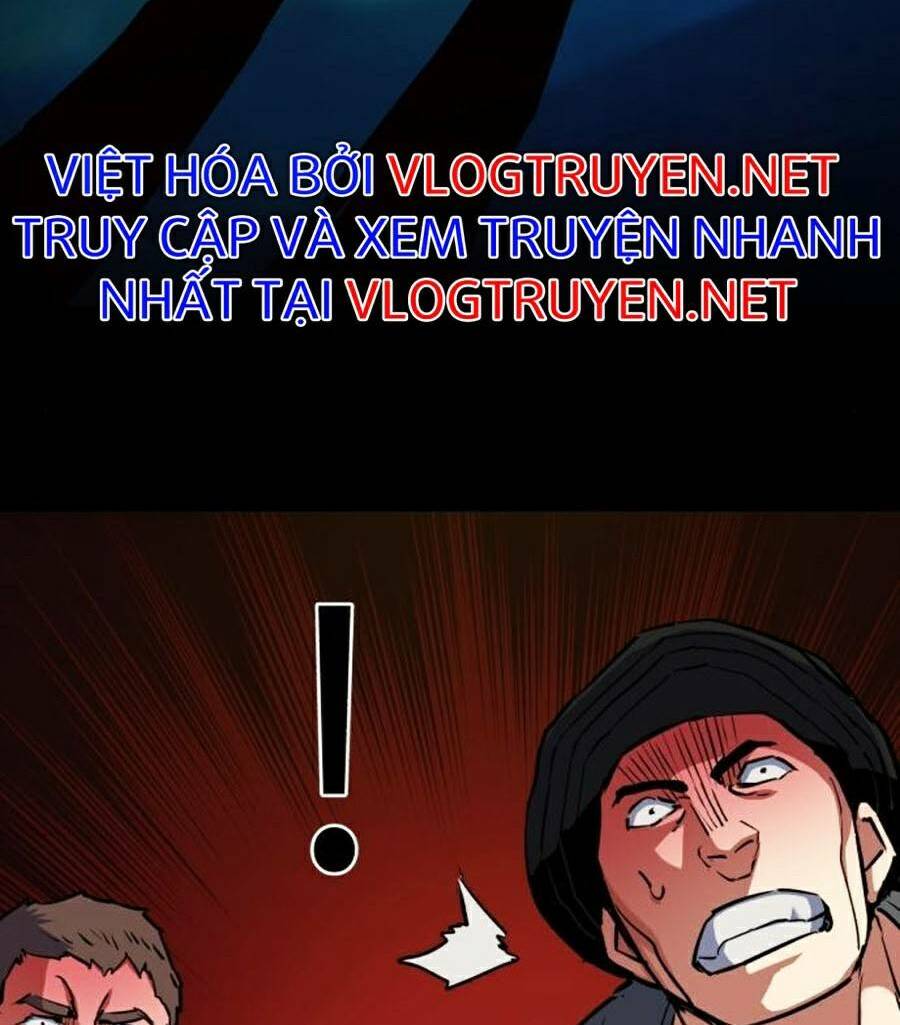 VIỆT HÓA BỞI VLOGTRUYEN.NET
TRUY CẬP VÀ XEM TRUYỆN NHANH
NHẤT TẠI VLOGTRUYEN.NET
!